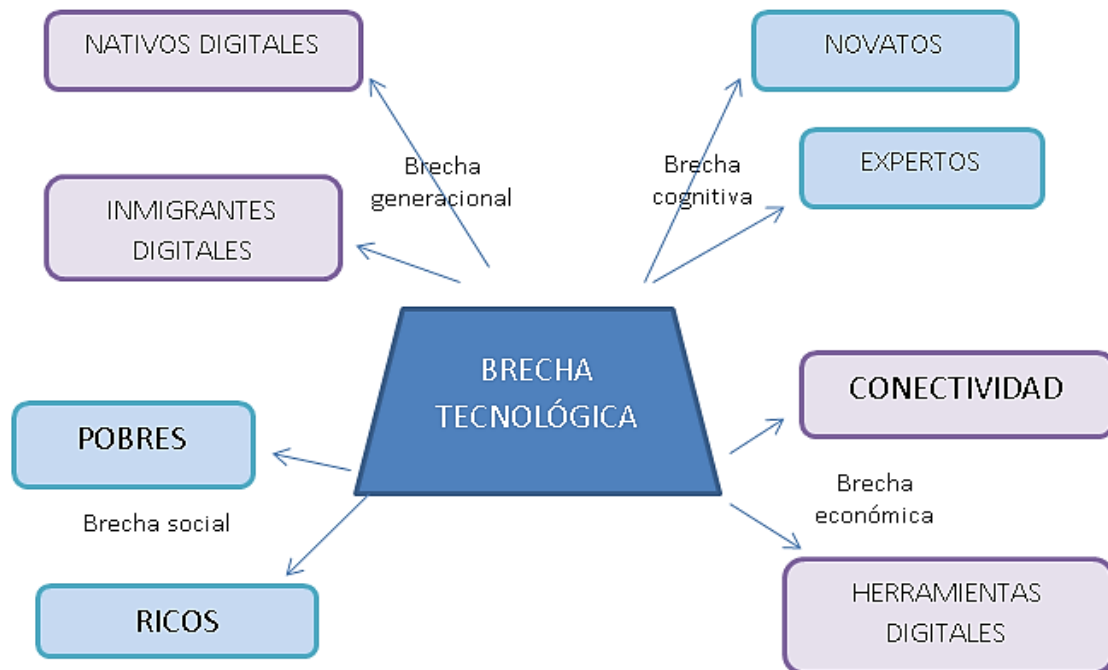 NATIVOS DIGITALES
NOVATOS
Brecha
generacional
Brecha
cognitiva
EXPERTOS
INMIGRANTES
DIGITALES
BRECHA
TECNOLÓGICA
CONECTIVIDAD
POBRES
Brecha social
Brecha
económica
RICOS
HERRAMIENTAS
DIGITALES